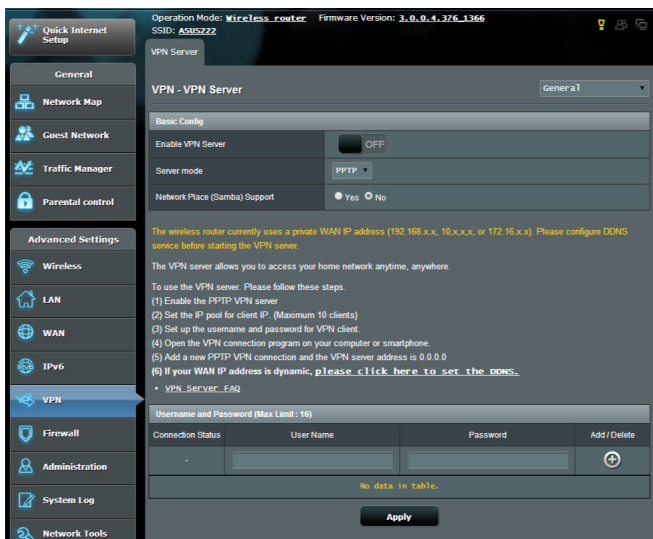 Quick Internet
Setup
General
Network Map
Guest Network
Traffic Manager
Parental control
Advanced Settings
Wireless
LAN
WAN
IPv6
VPN
Firewall
Administration
System Log
Network Tools
Operation Mode: Wireless router Firmware Version: 3.0.0.4.376_1366
SSID: ASUS222
VPN Server
VPN - VPN Server
General
Basic Config
Enable VPN Server OFF
Server mode PPTP
Network Place (Samba) Support Yes No
The wireless router currently uses a private WAN IP address (192.168.x.x, 10,x,x,x, or 172.16.x.x). Please configure DDNS
service before starting the VPN server.
The VPN server allows you to access your home network anytime, anywhere.
To use the VPN server. Please follow these steps.
(1) Enable the PPTP VPN server
(2) Set the IP pool for client IP. (Maximum 10 clients)
(3) Set up the username and password for VPN client.
(4) Open the VPN connection program on your computer or smartphone.
(5) Add a new PPTP VPN connection and the VPN server address is 0.0.0.0
(6) If your WAN IP address is dynamic, please click here to set the DDNS.
• VPN Server FAQ
Username and Password (Max Limit : 16)
Connection Status User Name Password Add / Delete
-
No data in table.
Apply